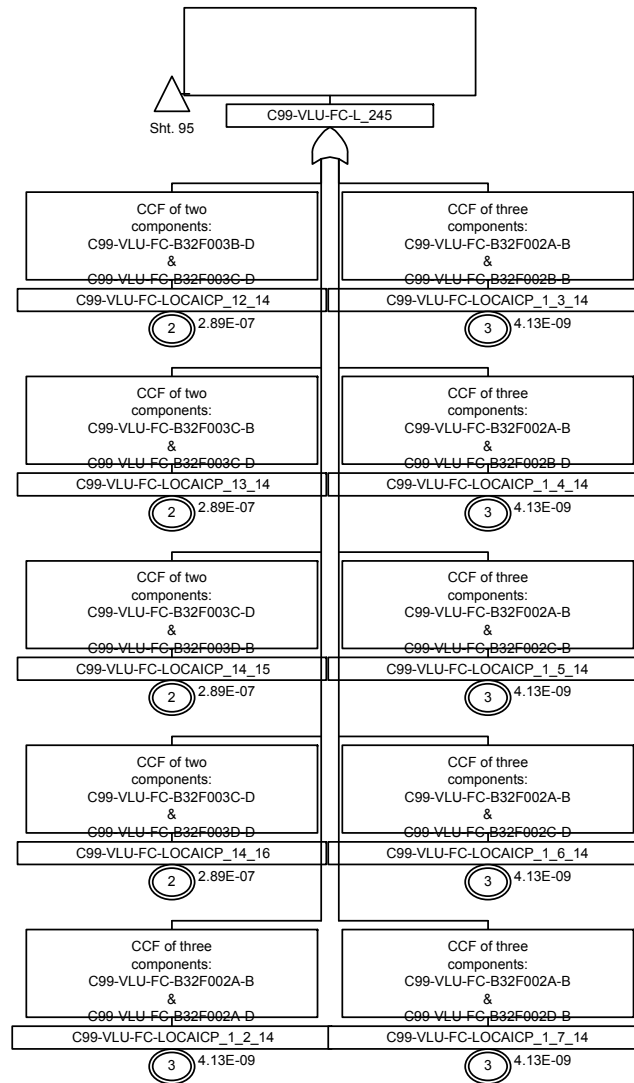 Sht. 95
C99-VLU-FC-L_245
CCF of two
components:
C99-VLU-FC-B32F003B-D
&
C99-VLU-FC-B32F003C-D
C99-VLU-FC-LOCAICP_12_14
2
2.89E-07
CCF of three
components:
C99-VLU-FC-B32F002A-B
&
C99-VLU-FC-B32F002B-B
C99-VLU-FC-LOCAICP_1_3_14
3
4.13E-09
CCF of two
components:
C99-VLU-FC-B32F003C-B
&
C99-VLU-FC-B32F003C-D
C99-VLU-FC-LOCAICP_13_14
2
2.89E-07
CCF of three
components:
C99-VLU-FC-B32F002A-B
&
C99-VLU-FC-B32F002B-D
C99-VLU-FC-LOCAICP_1_4_14
3
4.13E-09
CCF of two
components:
C99-VLU-FC-B32F003C-D
&
C99-VLU-FC-B32F003D-B
C99-VLU-FC-LOCAICP_14_15
2
2.89E-07
CCF of three
components:
C99-VLU-FC-B32F002A-B
&
C99-VLU-FC-B32F002C-B
C99-VLU-FC-LOCAICP_1_5_14
3
4.13E-09
CCF of two
components:
C99-VLU-FC-B32F003C-D
&
C99-VLU-FC-B32F003D-D
C99-VLU-FC-LOCAICP_14_16
2
2.89E-07
CCF of three
components:
C99-VLU-FC-B32F002A-B
&
C99-VLU-FC-B32F002C-D
C99-VLU-FC-LOCAICP_1_6_14
3
4.13E-09
CCF of three
components:
C99-VLU-FC-B32F002A-B
&
C99-VLU-FC-B32F002A-D
C99-VLU-FC-LOCAICP_1_2_14
3
4.13E-09
CCF of three
components:
C99-VLU-FC-B32F002A-B
&
C99-VLU-FC-B32F002D-B
C99-VLU-FC-LOCAICP_1_7_14
3
4.13E-09